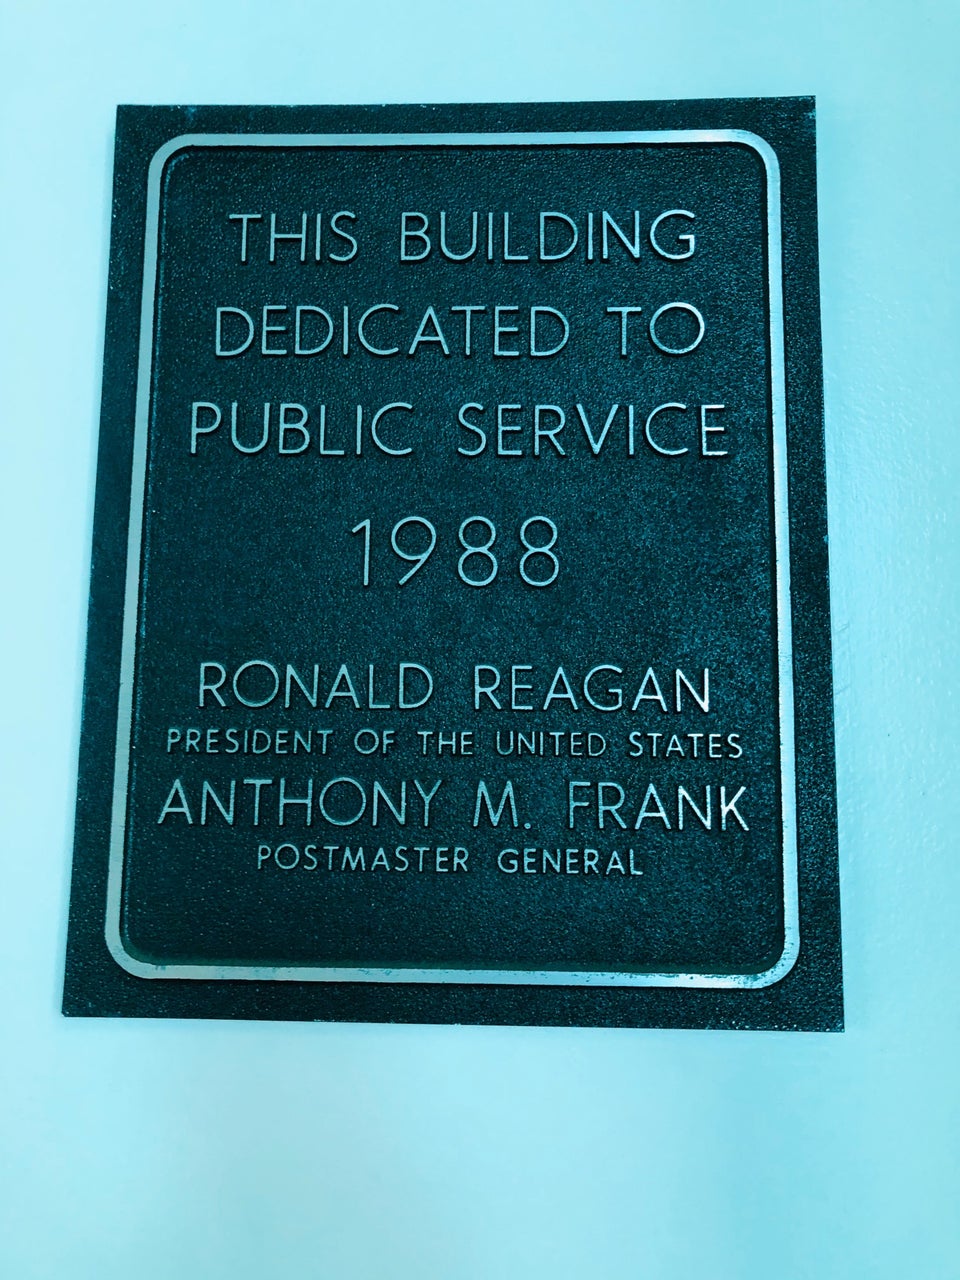 THIS BUILDING
DEDICATED TO
PUBLIC SERVICE
1988
RONALD REAGAN
PRESIDENT OF THE UNITED STATES
ANTHONY M. FRANK
POSTMASTER GENERAL